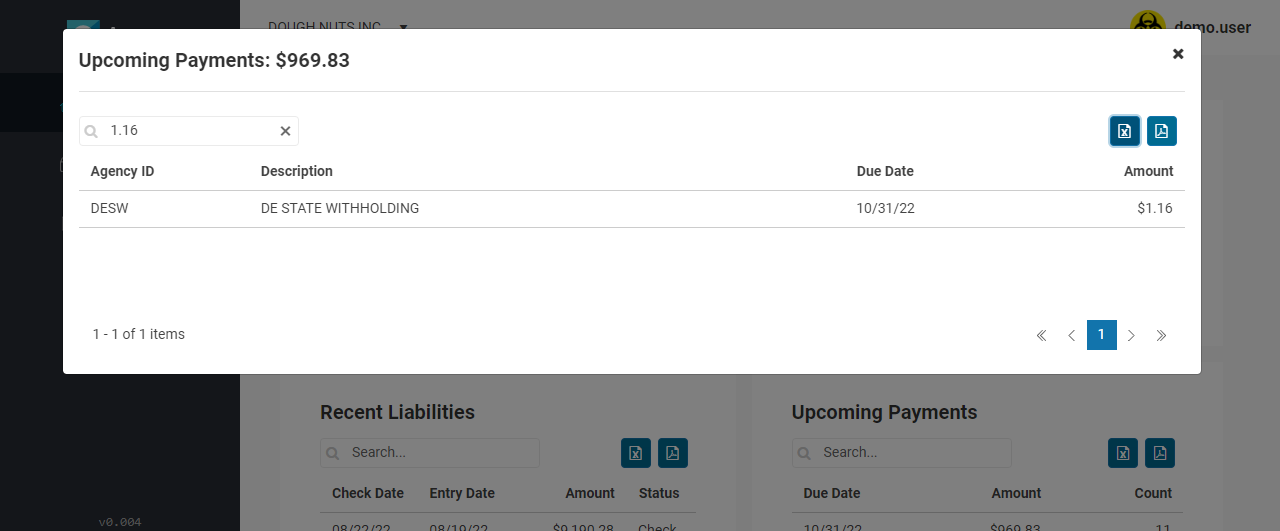 DOUGH NUTS INC
demo.user
Upcoming Payments: $969.83
1.16
Agency ID Description Due Date Amount
DESW DE STATE WITHHOLDING 10/31/22 $1.16
1 - 1 of 1 items
1
Recent Liabilities
Search...
Check Date Entry Date Amount Status
08/22/22 08/19/22 $9,190.28 Check
Upcoming Payments
Search...
Due Date Amount Count
10/31/22 $969.83 11
v0.004